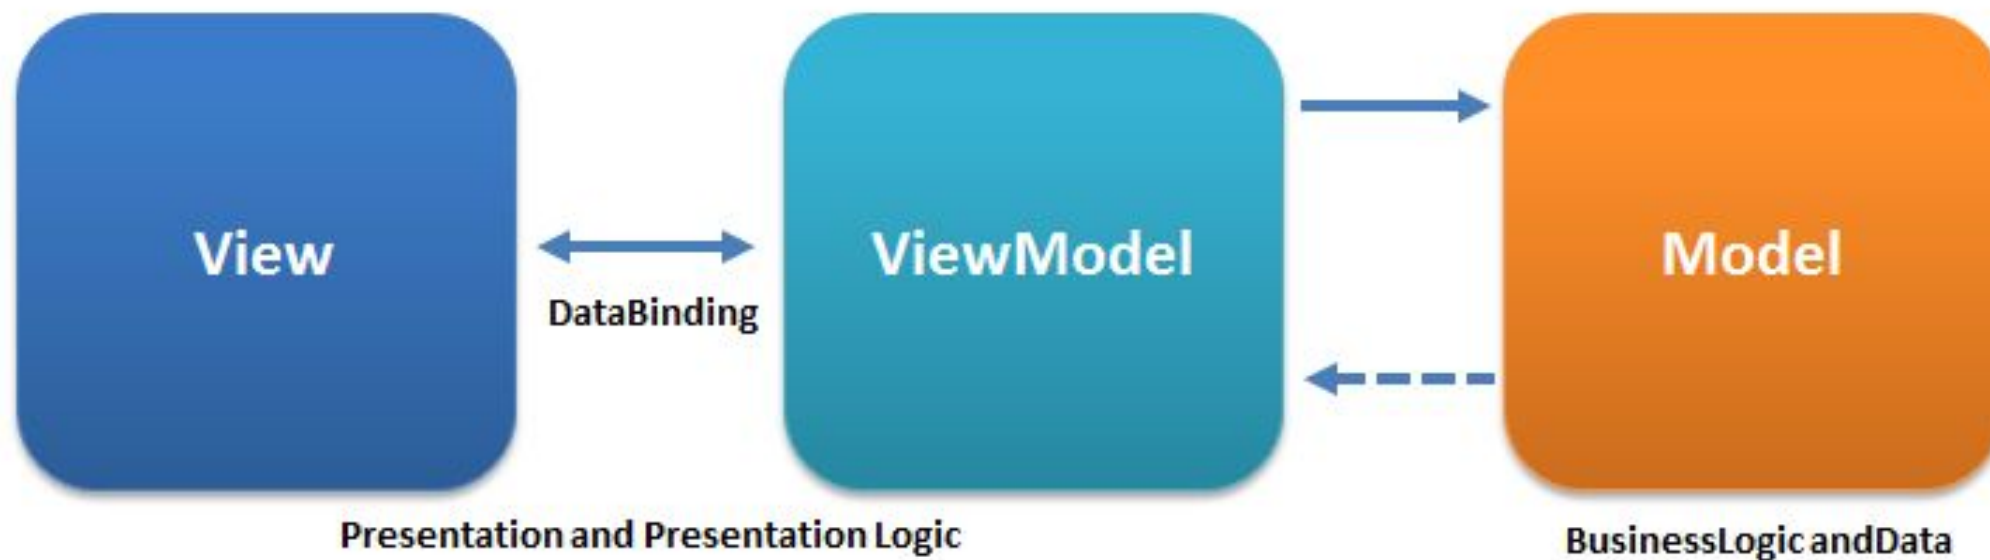 View
ViewModel
Model
DataBinding
Presentation and Presentation Logic
BusinessLogic andData